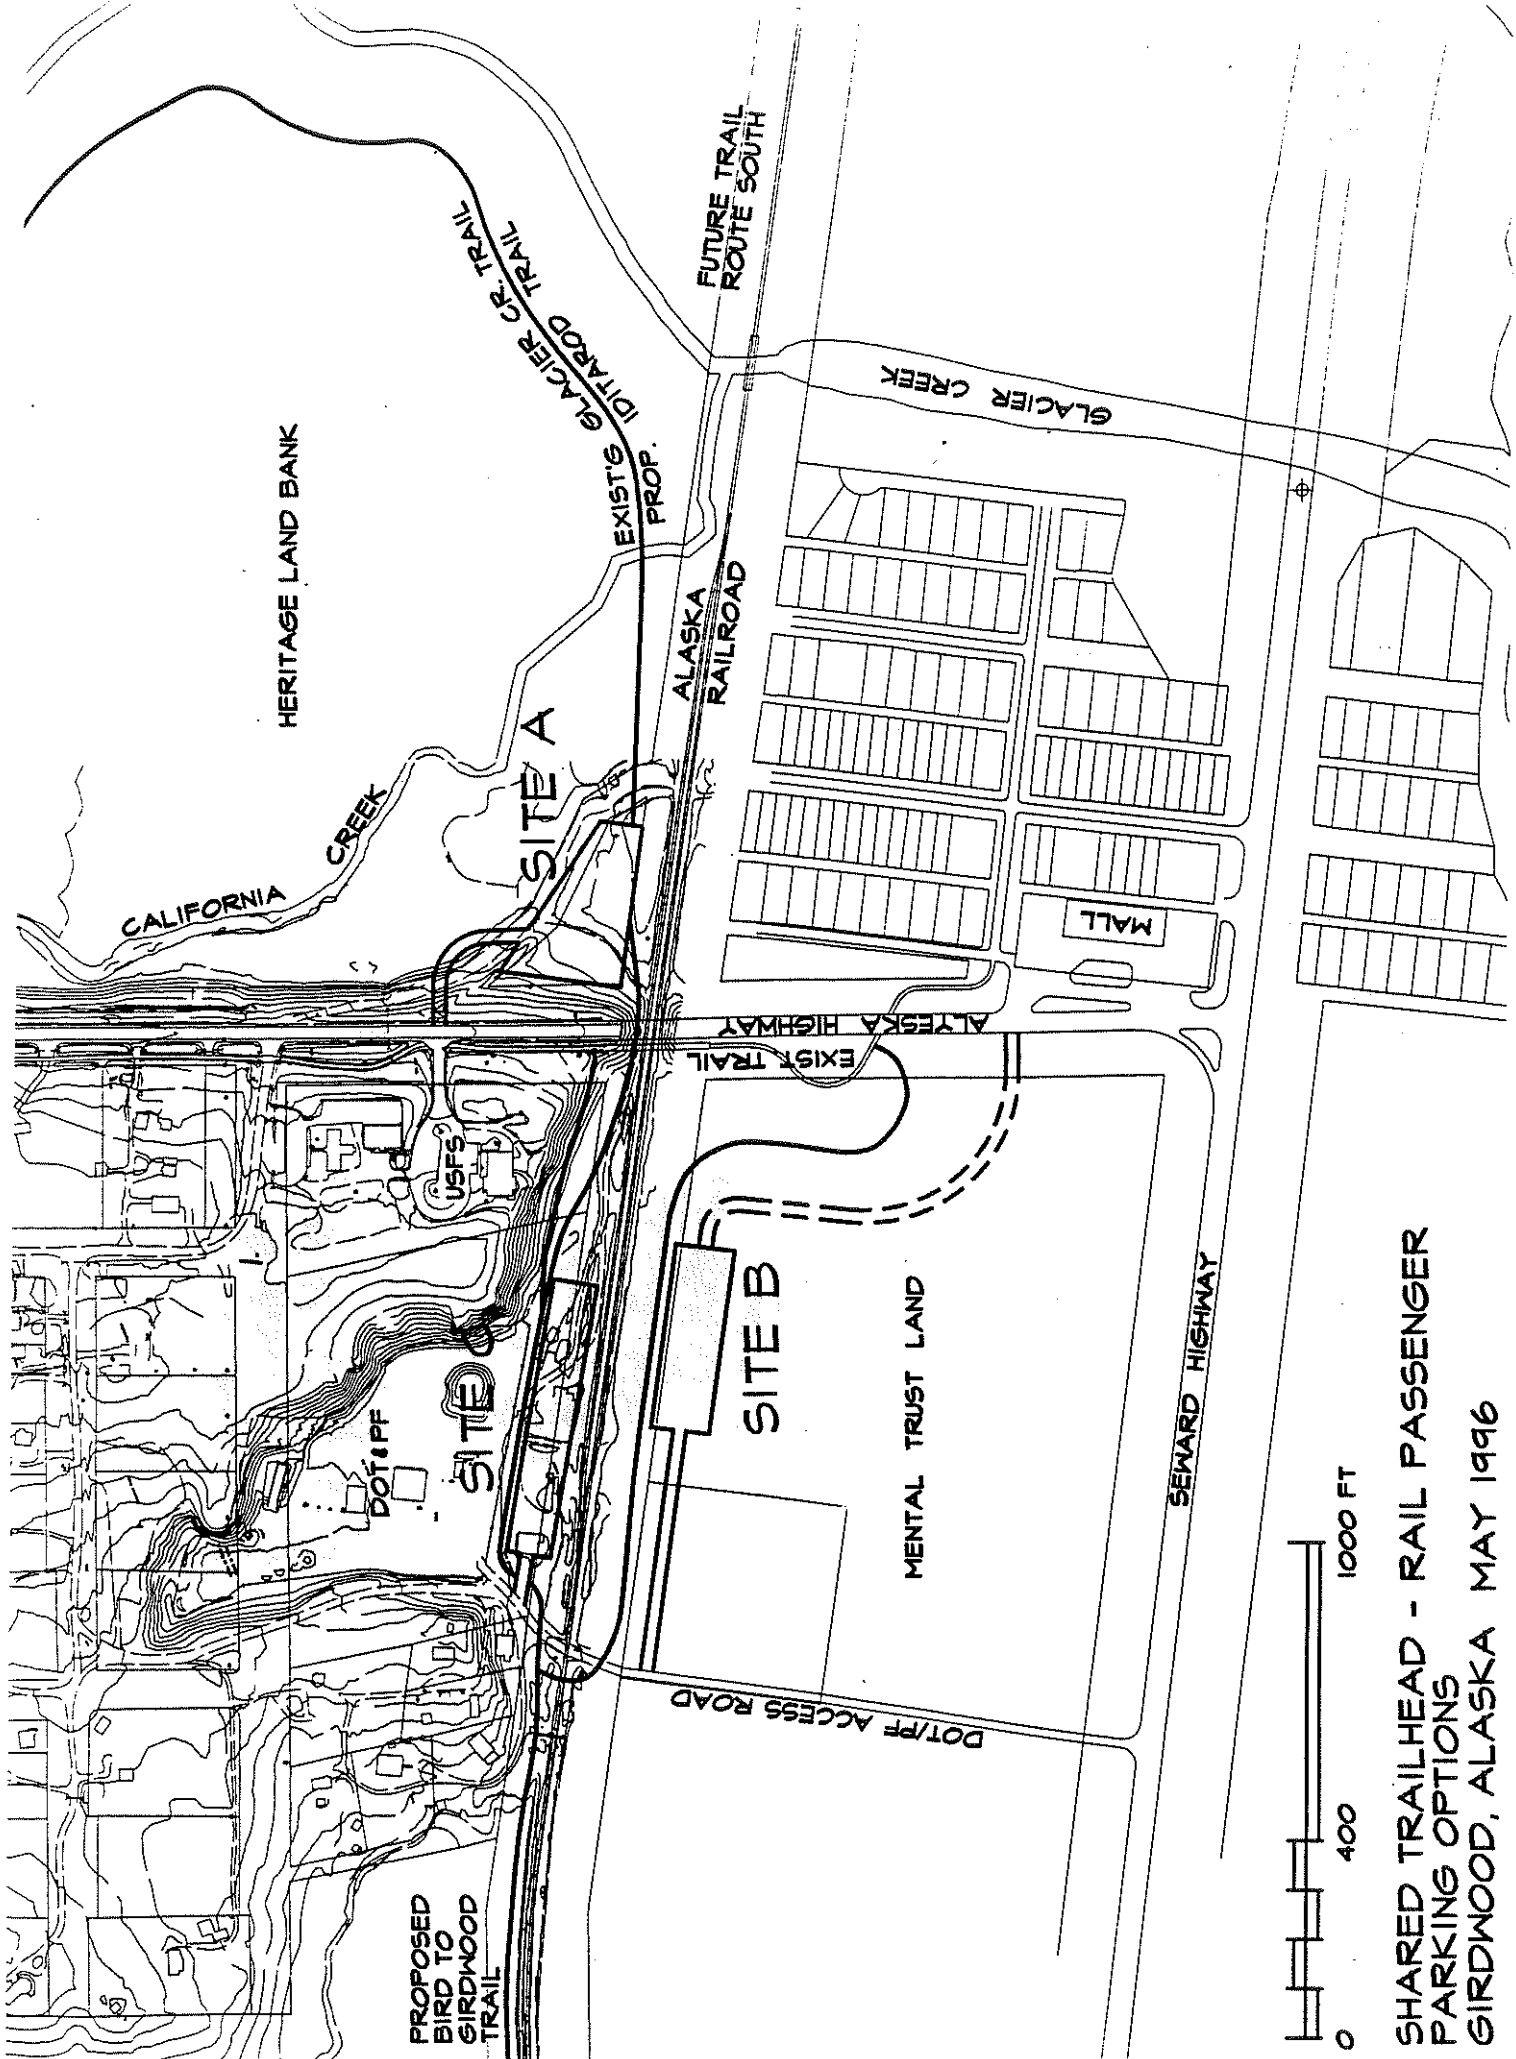 SHARED TRAILHEAD - RAIL PASSENGER
PARKING OPTIONS
GIRDWOOD, ALASKA MAY 1996
0
400
1000 FT
PROPOSED
BIRD TO
GIRDWOOD
TRAIL
DOT&PF
SITE C
USFS
CALIFORNIA
CREEK
HERITAGE LAND BANK
SITE A
EXIST'G GLACIER CR. TRAIL
PROP. IDITAROD TRAIL
ALASKA
RAILROAD
FUTURE TRAIL
ROUTE SOUTH
GLACIER CREEK
SITE B
MENTAL TRUST LAND
DOT/PF ACCESS ROAD
EXIST TRAIL
ALYESKA HIGHWAY
MALL
SEWARD HIGHWAY